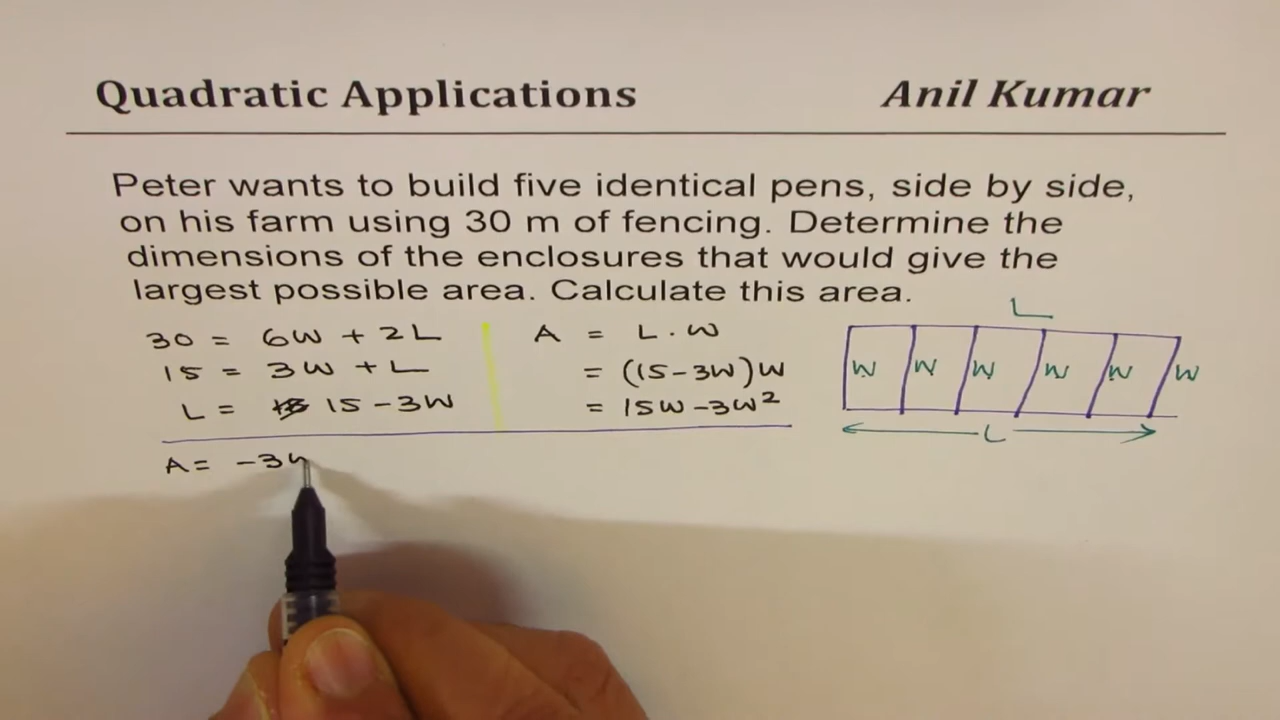 Quadratic Applications Anil Kumar
Peter wants to build five identical pens, side by side,
on his farm using 30 m of fencing. Determine the
dimensions of the enclosures that would give the
largest possible area. Calculate this area.
30 = 6W + 2L
15 = 3W + L
L = 15 - 3W
A = L . W
= (15-3W)W
= 15W - 3W²
L
W W W W W W
L
A = -3W